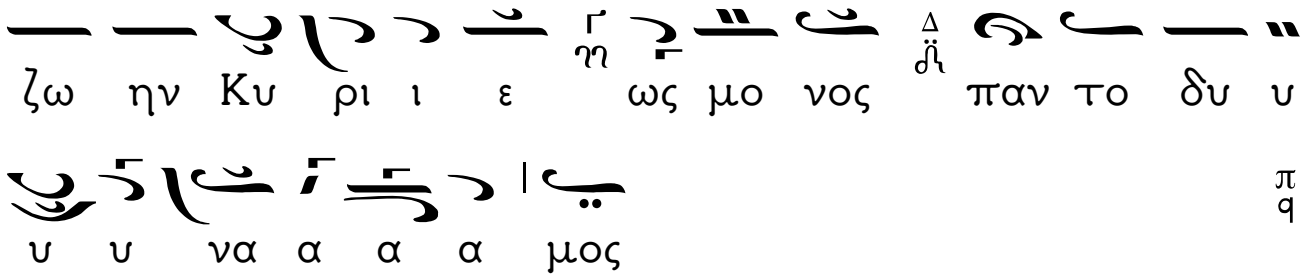 ζω ην Κυ ρι ι ε ως μο νος παν το δυ υ
υ υ να α α α μος